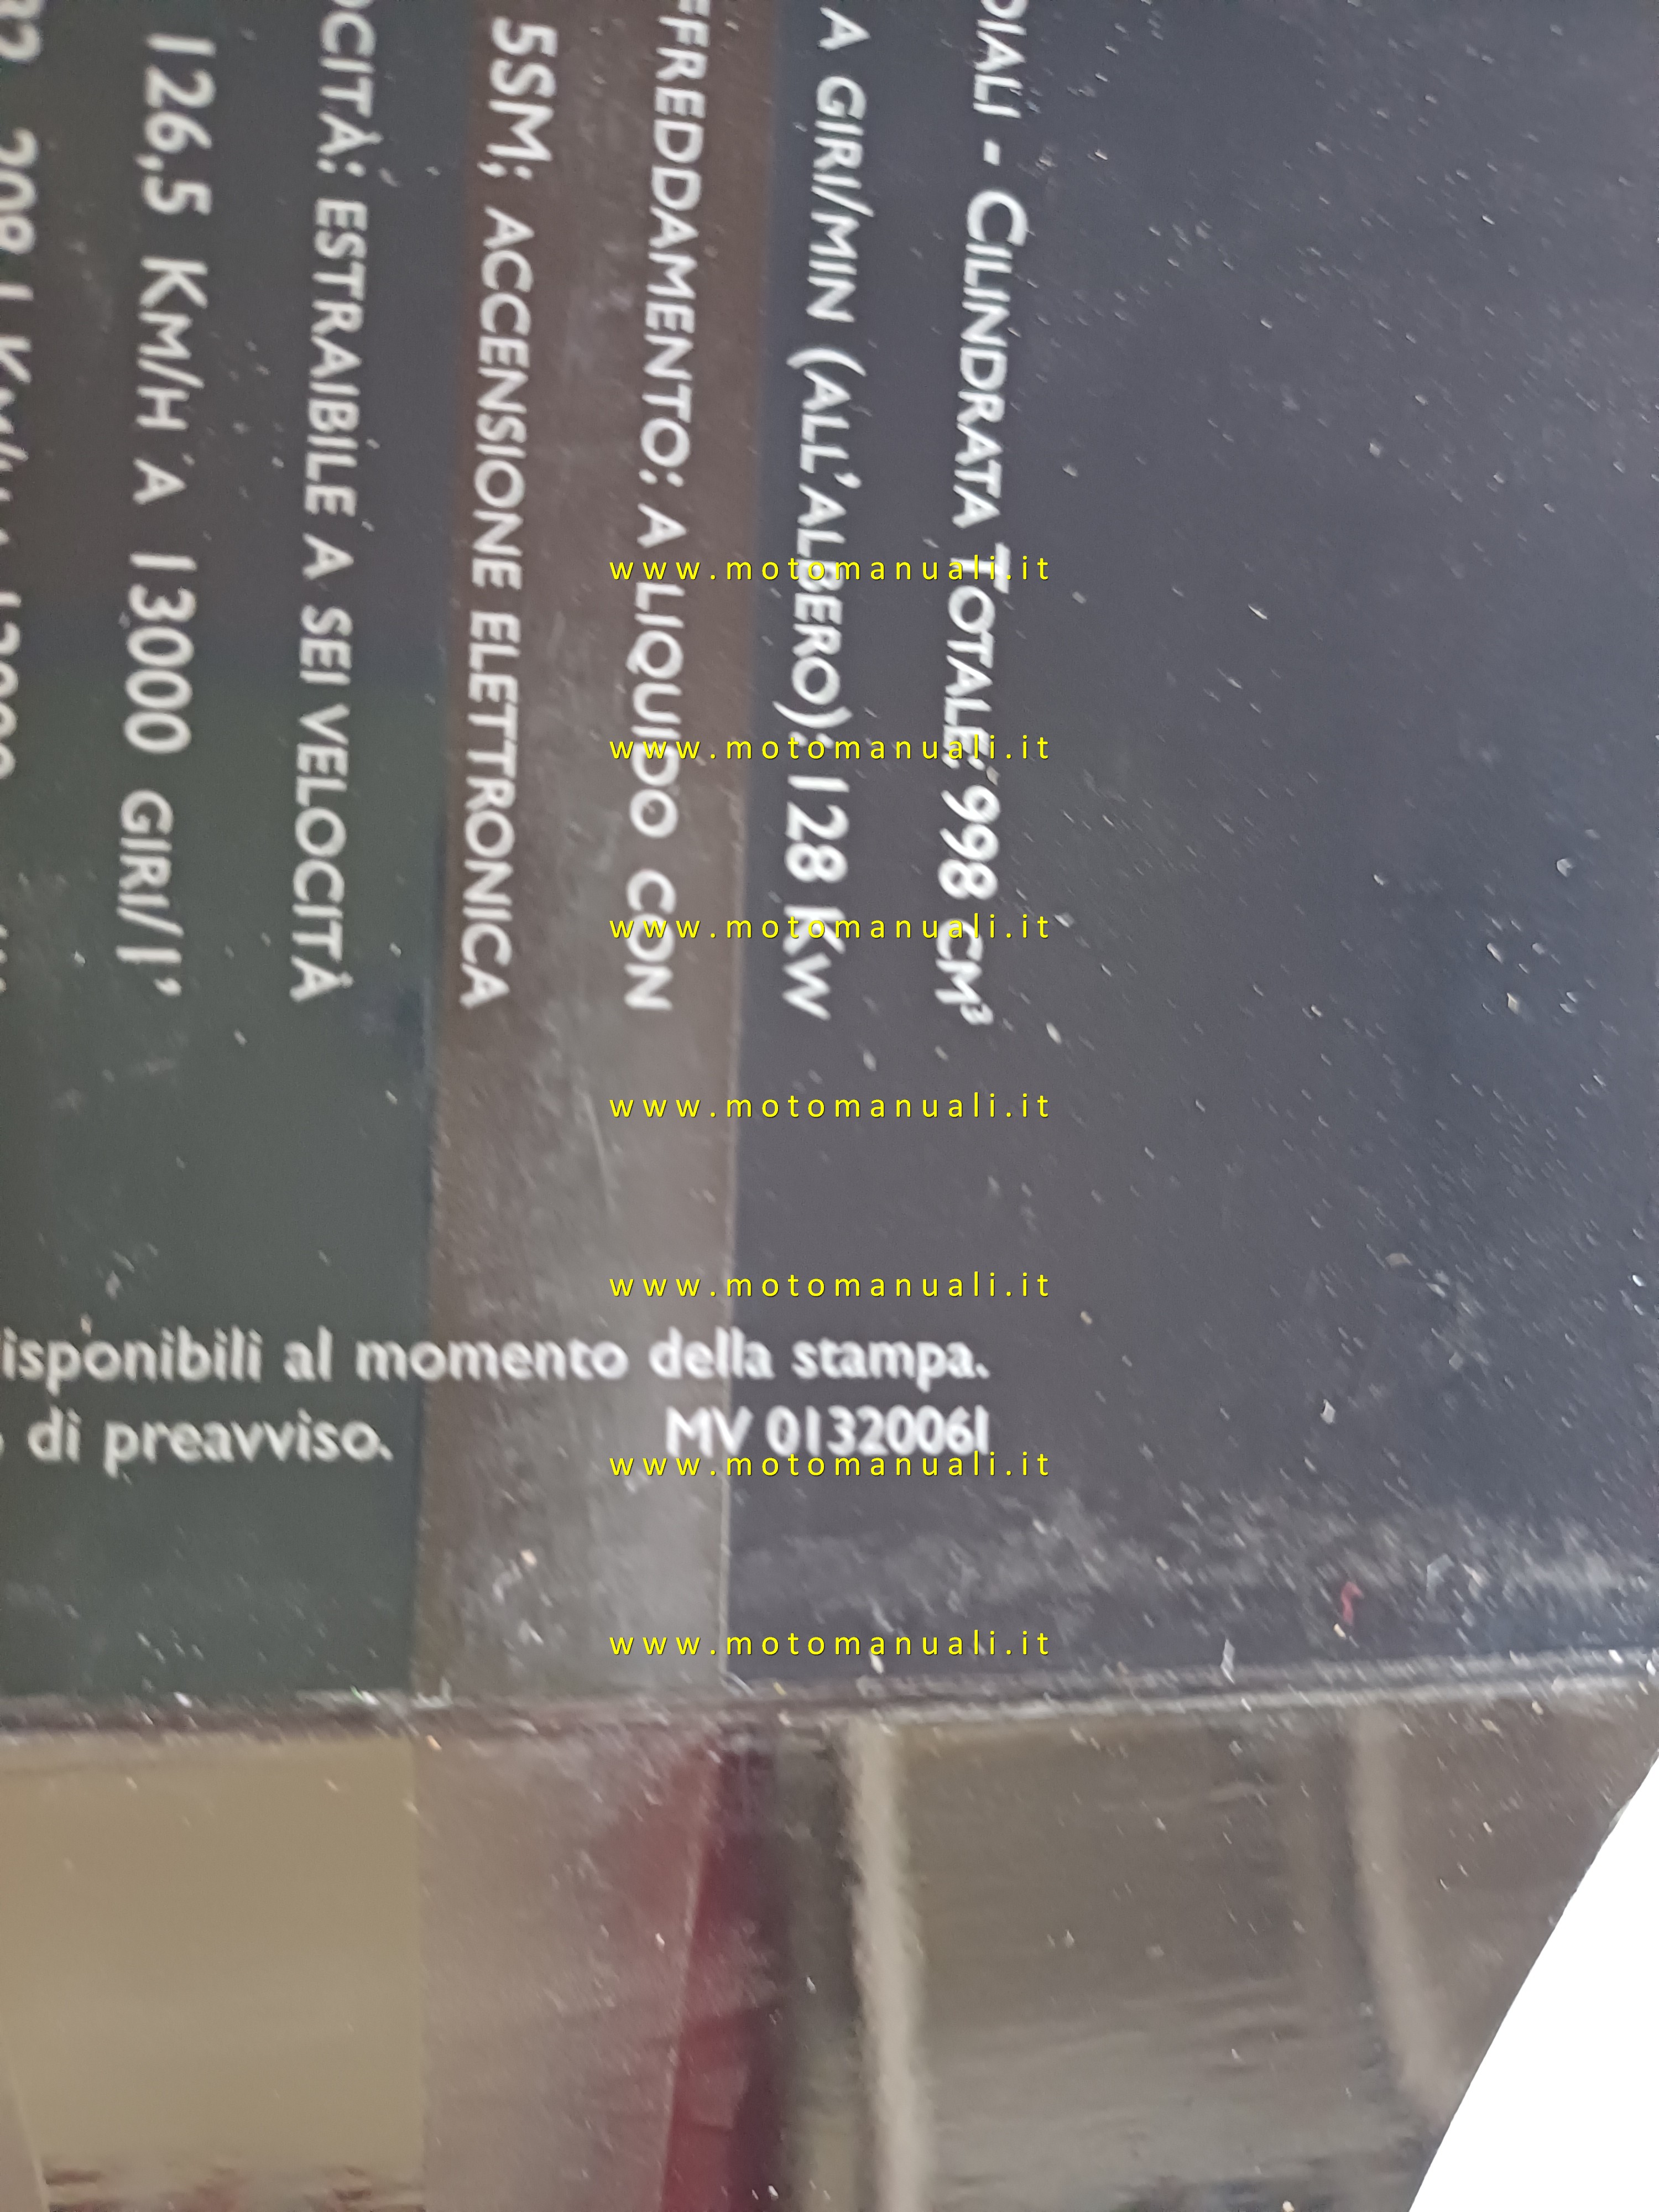 DIALI - CILINDRATA TOTALE: 998 CM³
A GIRI/MIN (ALL'ALBERO): 128 KW
FFREDDAMENTO: A LIQUIDO CON
5SM; ACCENSIONE ELETTRONICA
OCITÀ: ESTRAIBILE A SEI VELOCITÀ
126,5 KM/H A 13000 GIRI/1'
isponibili al momento della stampa.
di preavviso. MV 01320061
www.motomanuali.it
www.motomanuali.it
www.motomanuali.it
www.motomanuali.it
www.motomanuali.it
www.motomanuali.it
www.motomanuali.it